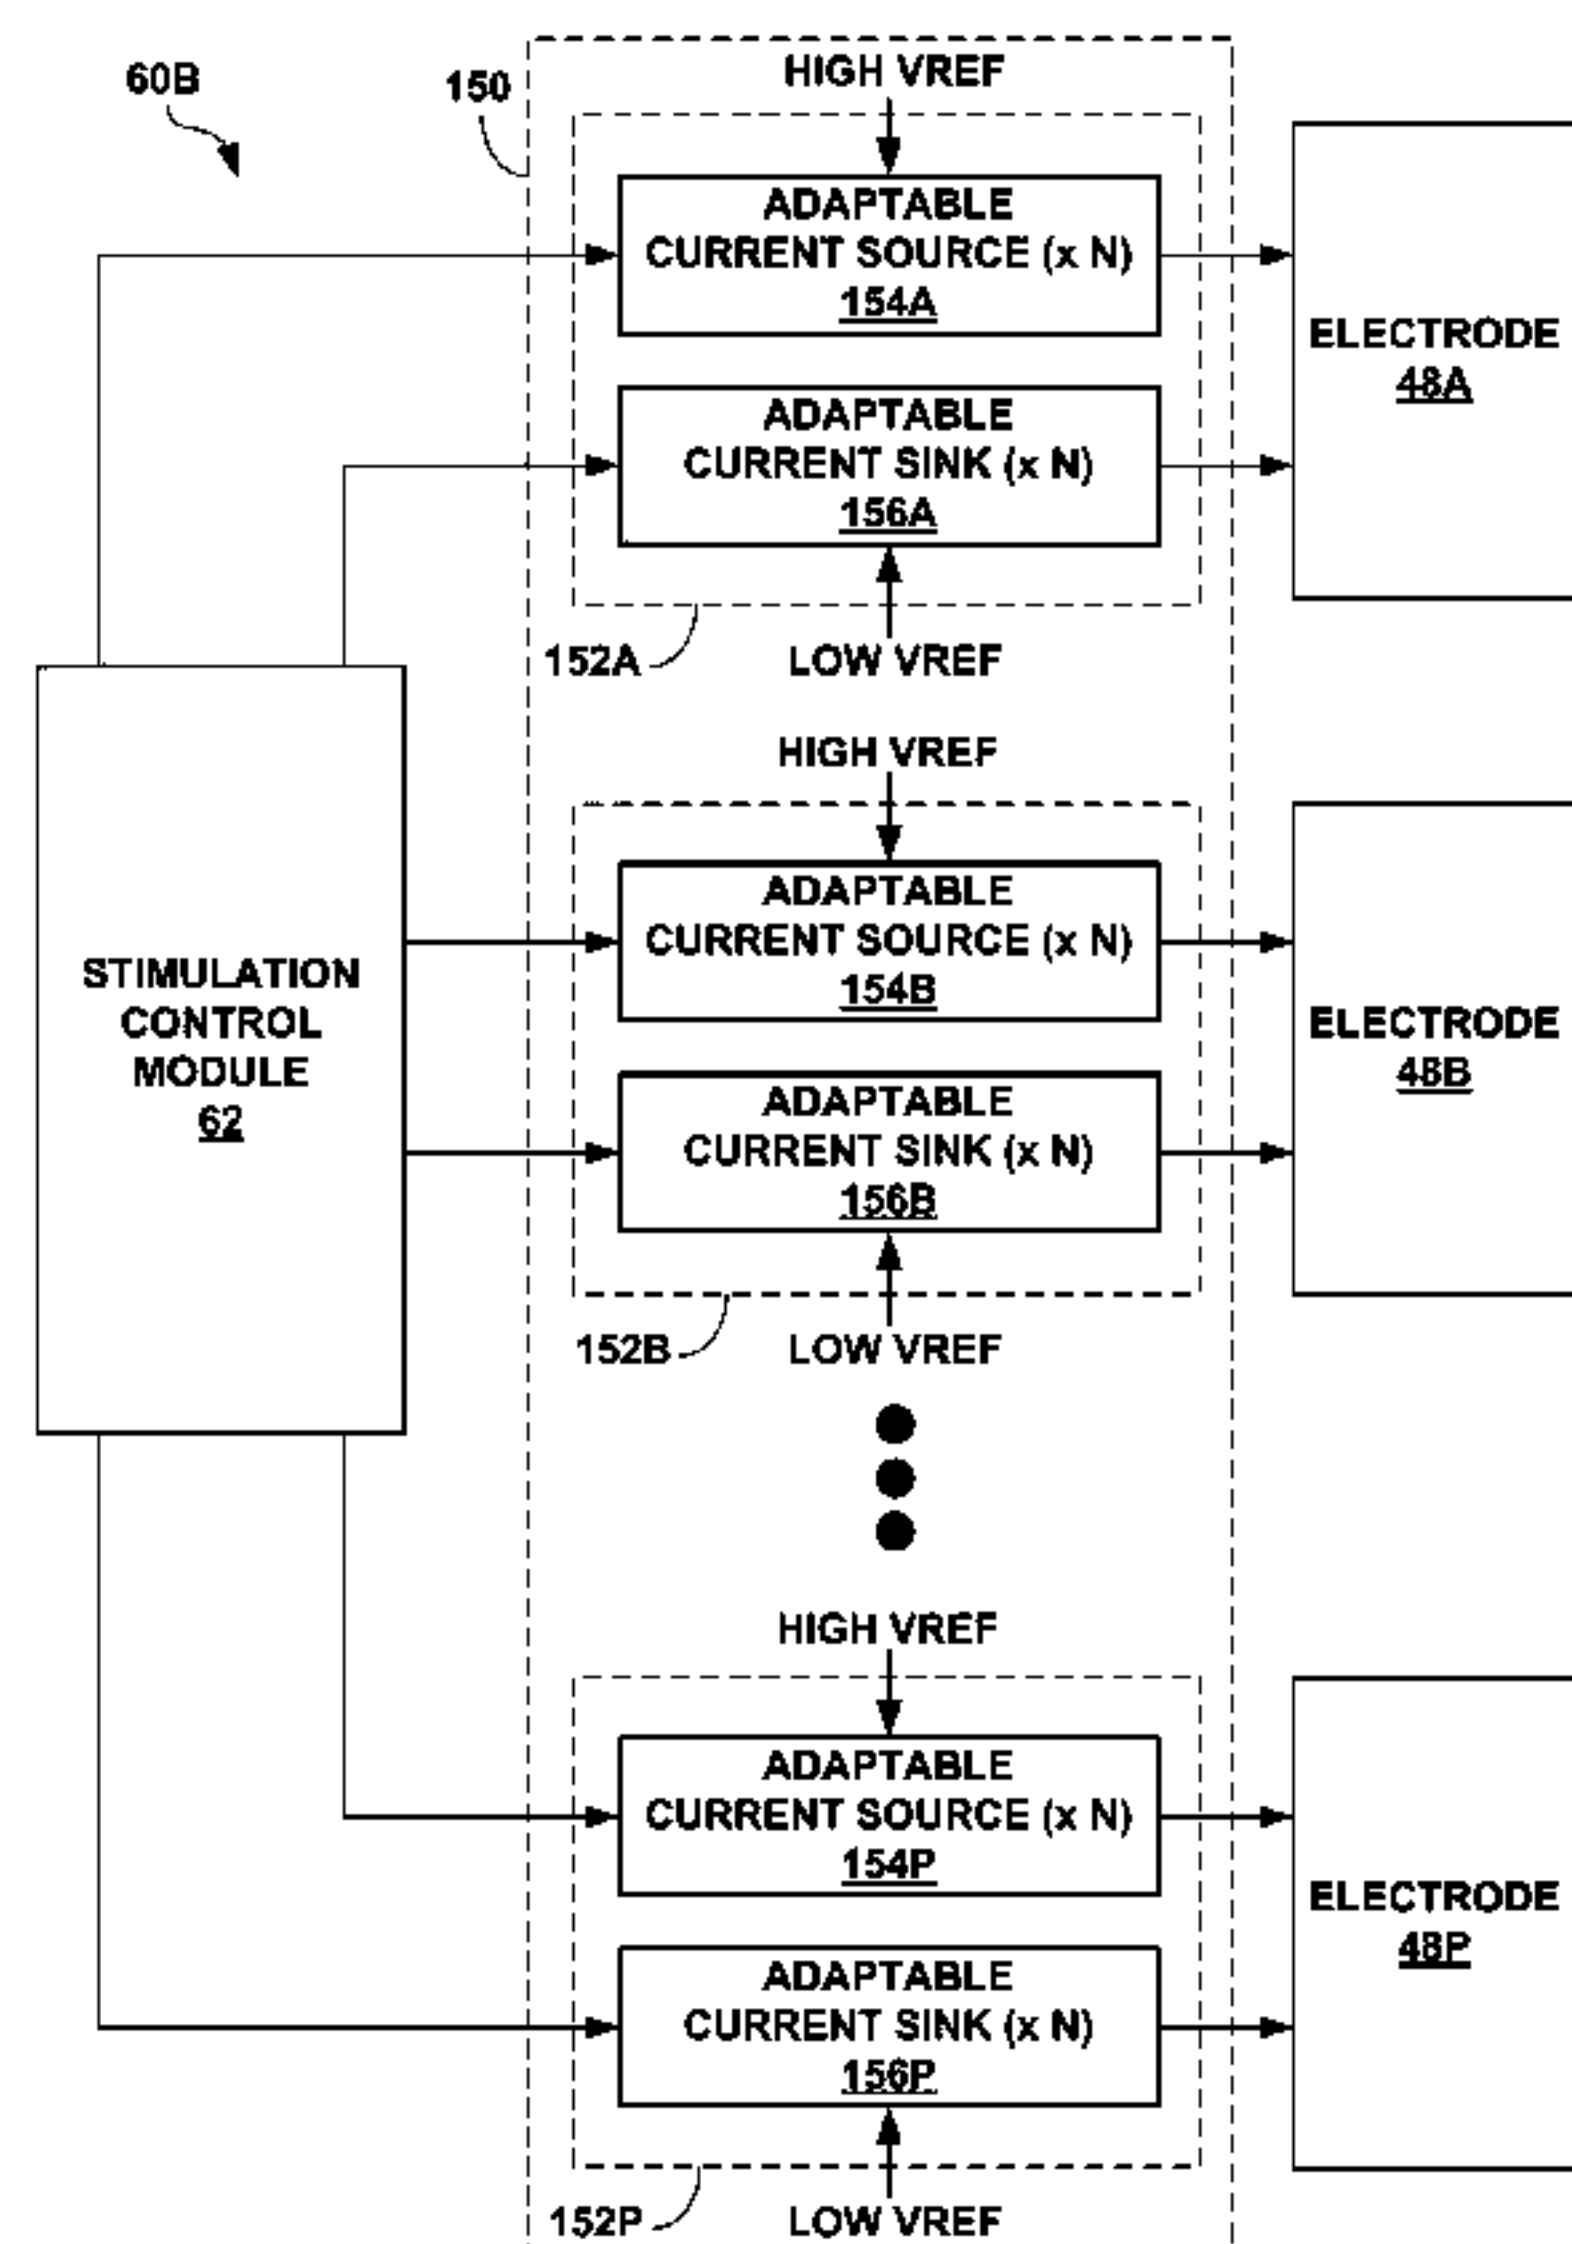 60B
150
HIGH VREF
ADAPTABLE
CURRENT SOURCE (x N)
154A
ADAPTABLE
CURRENT SINK (x N)
156A
ELECTRODE
48A
152A
LOW VREF
HIGH VREF
STIMULATION
CONTROL
MODULE
62
ADAPTABLE
CURRENT SOURCE (x N)
154B
ADAPTABLE
CURRENT SINK (x N)
156B
ELECTRODE
48B
152B
LOW VREF
HIGH VREF
ADAPTABLE
CURRENT SOURCE (x N)
154P
ADAPTABLE
CURRENT SINK (x N)
156P
ELECTRODE
48P
152P
LOW VREF